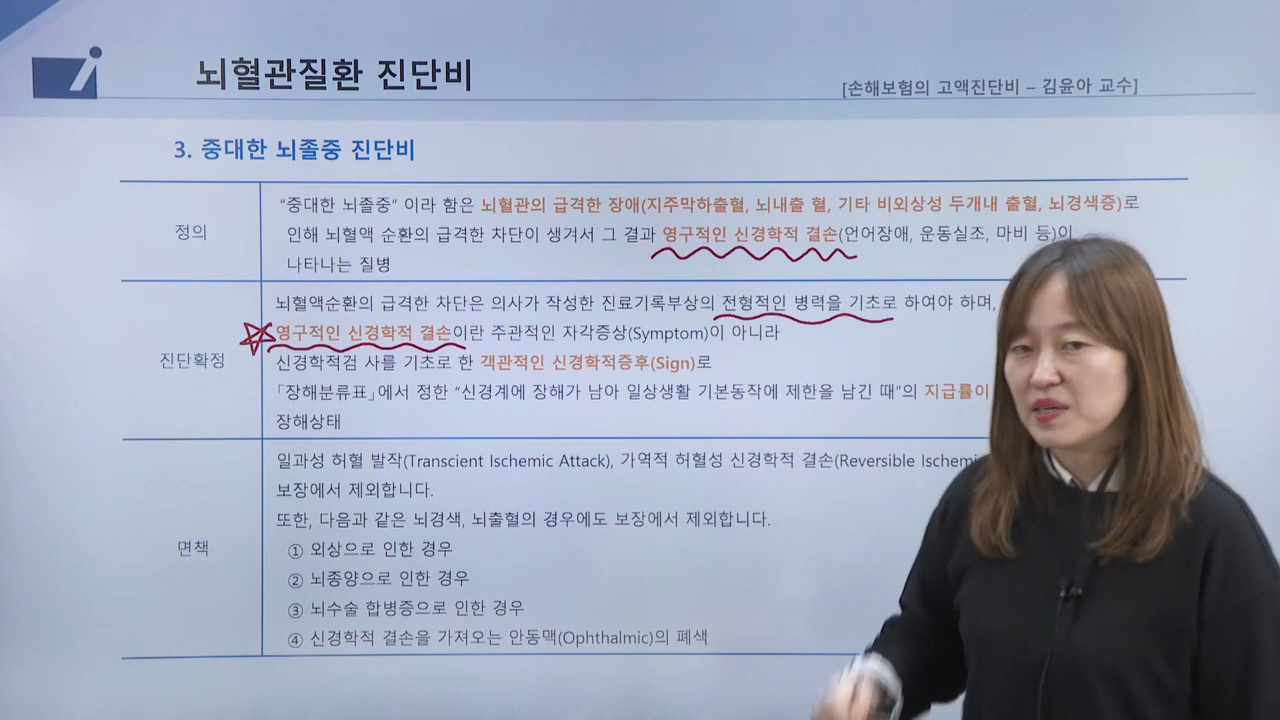 뇌혈관질환 진단비
[손해보험의 고액진단비 – 김윤아 교수]
3. 중대한 뇌졸중 진단비
정의
“중대한 뇌졸중” 이라 함은 뇌혈관의 급격한 장애(지주막하출혈, 뇌내출 혈, 기타 비외상성 두개내 출혈, 뇌경색증)로
인해 뇌혈액 순환의 급격한 차단이 생겨서 그 결과 영구적인 신경학적 결손(언어장애, 운동실조, 마비 등)이
나타나는 질병
진단확정
뇌혈액순환의 급격한 차단은 의사가 작성한 진료기록부상의 전형적인 병력을 기초로 하여야 하며,
영구적인 신경학적 결손이란 주관적인 자각증상(Symptom)이 아니라
신경학적검 사를 기초로 한 객관적인 신경학적증후(Sign)로
「장해분류표」에서 정한 “신경계에 장해가 남아 일상생활 기본동작에 제한을 남긴 때”의 지급률이
장해상태
면책
일과성 허혈 발작(Transient Ischemic Attack), 가역적 허혈성 신경학적 결손(Reversible
보장에서 제외합니다.
또한, 다음과 같은 뇌경색, 뇌출혈의 경우에도 보장에서 제외합니다.
① 외상으로 인한 경우
② 뇌종양으로 인한 경우
③ 뇌수술 합병증으로 인한 경우
④ 신경학적 결손을 가져오는 안동맥(Ophthalmic)의 폐색